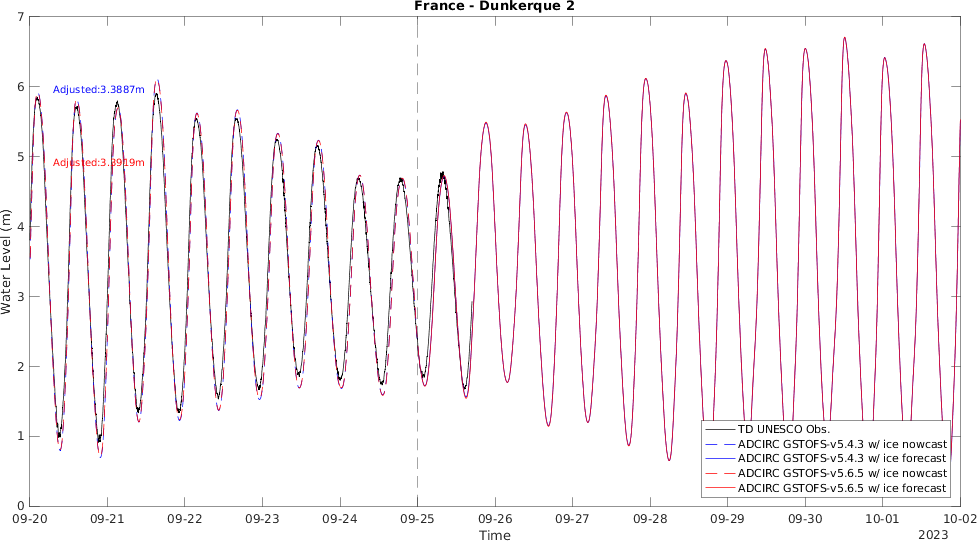 France - Dunkerque 2
7
6
5
4
3
2
1
0
Water Level (m)
Adjusted:3.3887m
Adjusted:3.3919m
TD UNESCO Obs.
ADCIRC GSTOFS-v5.4.3 w/ ice nowcast
ADCIRC GSTOFS-v5.4.3 w/ ice forecast
ADCIRC GSTOFS-v5.6.5 w/ ice nowcast
ADCIRC GSTOFS-v5.6.5 w/ ice forecast
09-20 09-21 09-22 09-23 09-24 09-25 09-26 09-27 09-28 09-29 09-30 10-01 10-02
Time
2023